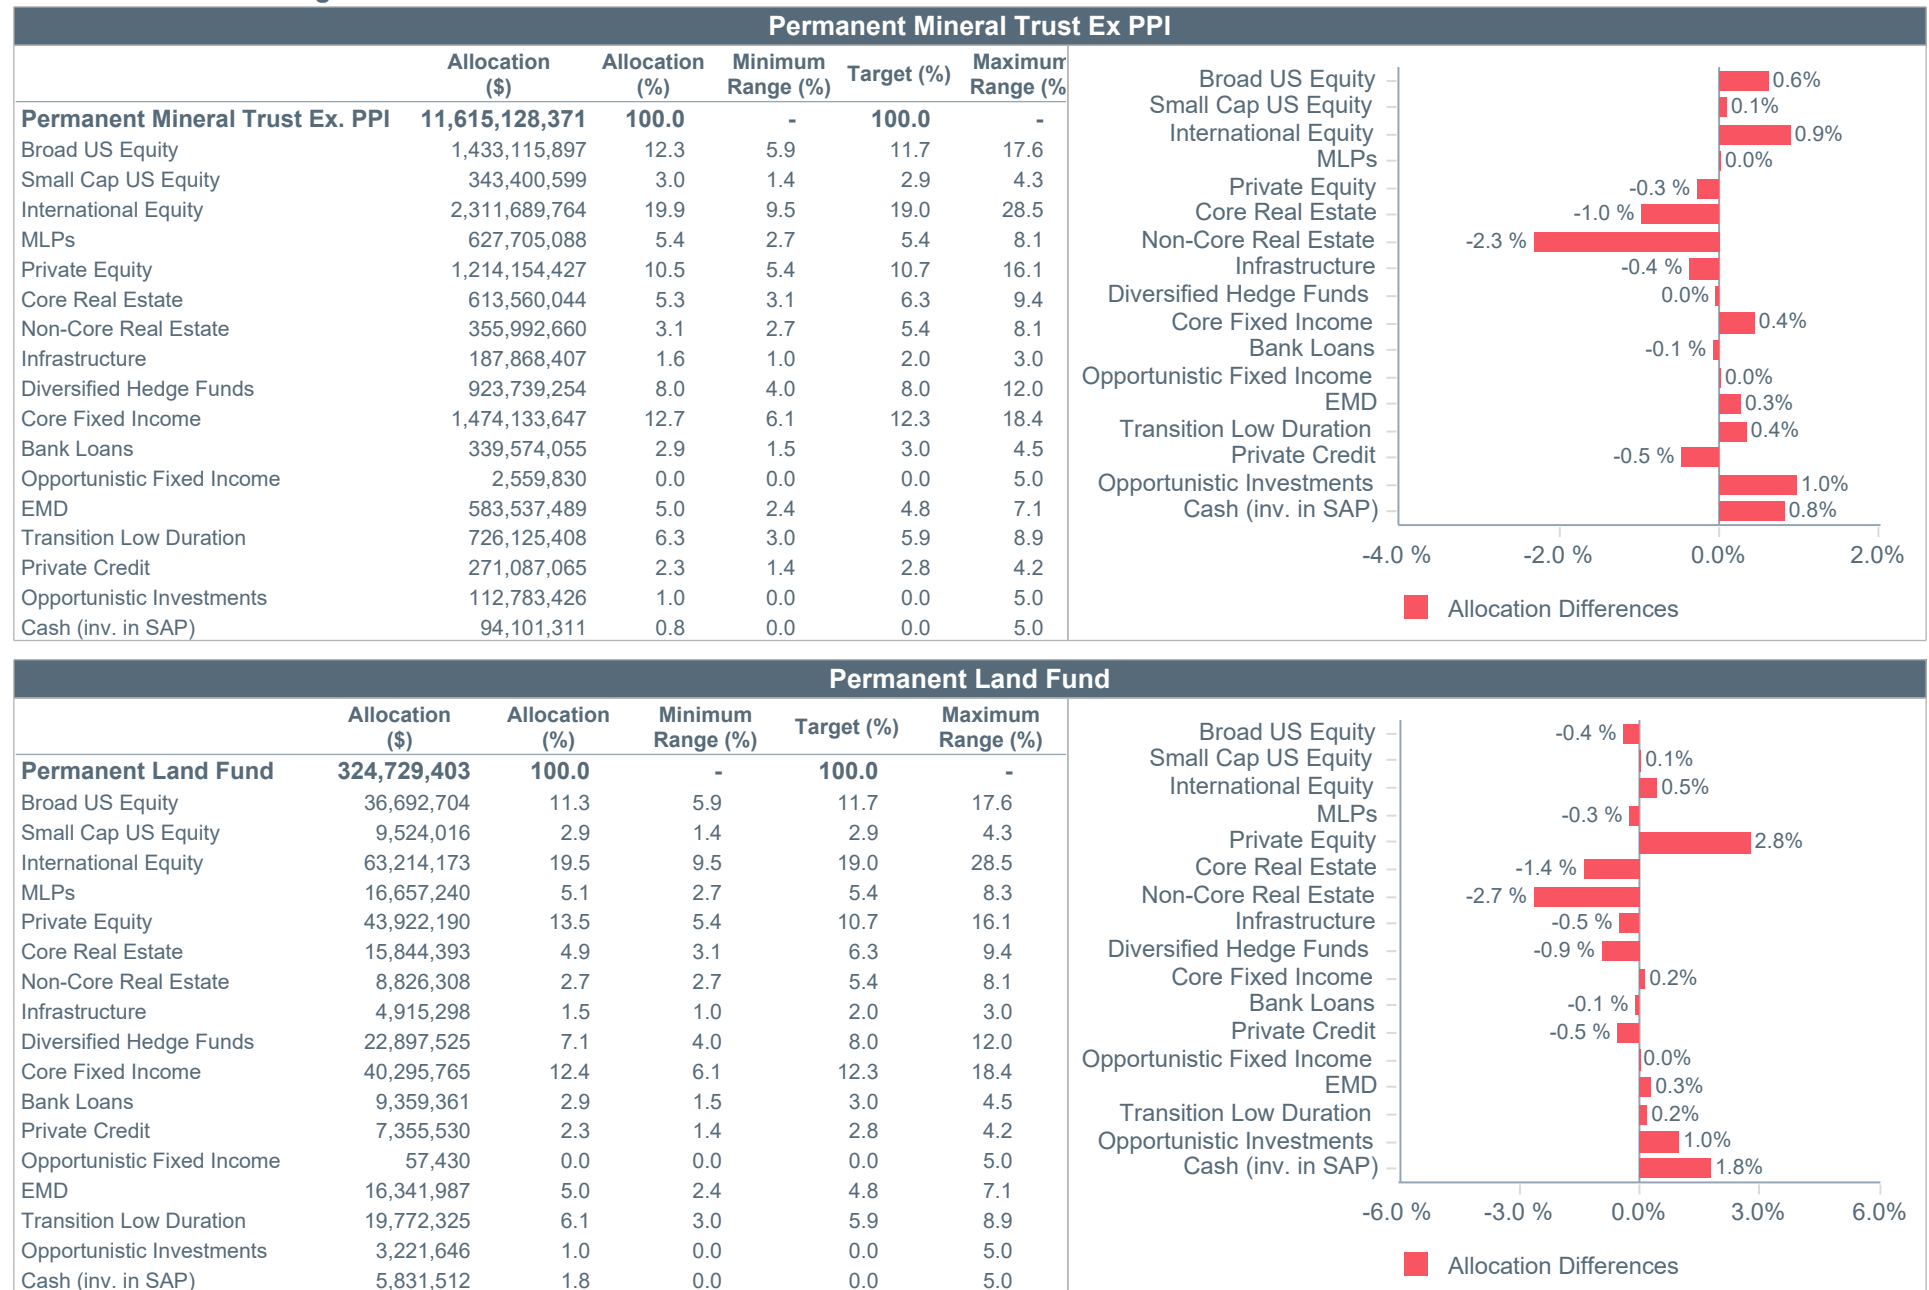 Permanent Mineral Trust Ex PPI
Allocation ($) Allocation (%) Minimum Range (%) Target (%) Maximum Range (%
Permanent Mineral Trust Ex. PPI 11,615,128,371 100.0 - 100.0 -
Broad US Equity 1,433,115,897 12.3 5.9 11.7 17.6
Small Cap US Equity 343,400,599 3.0 1.4 2.9 4.3
International Equity 2,311,689,764 19.9 9.5 19.0 28.5
MLPs 627,705,088 5.4 2.7 5.4 8.1
Private Equity 1,214,154,427 10.5 5.4 10.7 16.1
Core Real Estate 613,560,044 5.3 3.1 6.3 9.4
Non-Core Real Estate 355,992,660 3.1 2.7 5.4 8.1
Infrastructure 187,868,407 1.6 1.0 2.0 3.0
Diversified Hedge Funds 923,739,254 8.0 4.0 8.0 12.0
Core Fixed Income 1,474,133,647 12.7 6.1 12.3 18.4
Bank Loans 339,574,055 2.9 1.5 3.0 4.5
Opportunistic Fixed Income 2,559,830 0.0 0.0 0.0 5.0
EMD 583,537,489 5.0 2.4 4.8 7.1
Transition Low Duration 726,125,408 6.3 3.0 5.9 8.9
Private Credit 271,087,065 2.3 1.4 2.8 4.2
Opportunistic Investments 112,783,426 1.0 0.0 0.0 5.0
Cash (inv. in SAP) 94,101,311 0.8 0.0 0.0 5.0
Broad US Equity 0.6%
Small Cap US Equity 0.1%
International Equity 0.9%
MLPs 0.0%
Private Equity -0.3 %
Core Real Estate -1.0 %
Non-Core Real Estate -2.3 %
Infrastructure -0.4 %
Diversified Hedge Funds 0.0%
Core Fixed Income 0.4%
Bank Loans -0.1 %
Opportunistic Fixed Income 0.0%
EMD 0.3%
Transition Low Duration 0.4%
Private Credit -0.5 %
Opportunistic Investments 1.0%
Cash (inv. in SAP) 0.8%
-4.0 % -2.0 % 0.0% 2.0%
Allocation Differences
Permanent Land Fund
Allocation ($) Allocation (%) Minimum Range (%) Target (%) Maximum Range (%)
Permanent Land Fund 324,729,403 100.0 - 100.0 -
Broad US Equity 36,692,704 11.3 5.9 11.7 17.6
Small Cap US Equity 9,524,016 2.9 1.4 2.9 4.3
International Equity 63,214,173 19.5 9.5 19.0 28.5
MLPs 16,657,240 5.1 2.7 5.4 8.3
Private Equity 43,922,190 13.5 5.4 10.7 16.1
Core Real Estate 15,844,393 4.9 3.1 6.3 9.4
Non-Core Real Estate 8,826,308 2.7 2.7 5.4 8.1
Infrastructure 4,915,298 1.5 1.0 2.0 3.0
Diversified Hedge Funds 22,897,525 7.1 4.0 8.0 12.0
Core Fixed Income 40,295,765 12.4 6.1 12.3 18.4
Bank Loans 9,359,361 2.9 1.5 3.0 4.5
Private Credit 7,355,530 2.3 1.4 2.8 4.2
Opportunistic Fixed Income 57,430 0.0 0.0 0.0 5.0
EMD 16,341,987 5.0 2.4 4.8 7.1
Transition Low Duration 19,772,325 6.1 3.0 5.9 8.9
Opportunistic Investments 3,221,646 1.0 0.0 0.0 5.0
Cash (inv. in SAP) 5,831,512 1.8 0.0 0.0 5.0
Broad US Equity -0.4 %
Small Cap US Equity 0.1%
International Equity 0.5%
MLPs -0.3 %
Private Equity 2.8%
Core Real Estate -1.4 %
Non-Core Real Estate -2.7 %
Infrastructure -0.5 %
Diversified Hedge Funds -0.9 %
Core Fixed Income 0.2%
Bank Loans -0.1 %
Private Credit -0.5 %
Opportunistic Fixed Income 0.0%
EMD 0.3%
Transition Low Duration 0.2%
Opportunistic Investments 1.0%
Cash (inv. in SAP) 1.8%
-6.0 % -3.0 % 0.0% 3.0% 6.0%
Allocation Differences